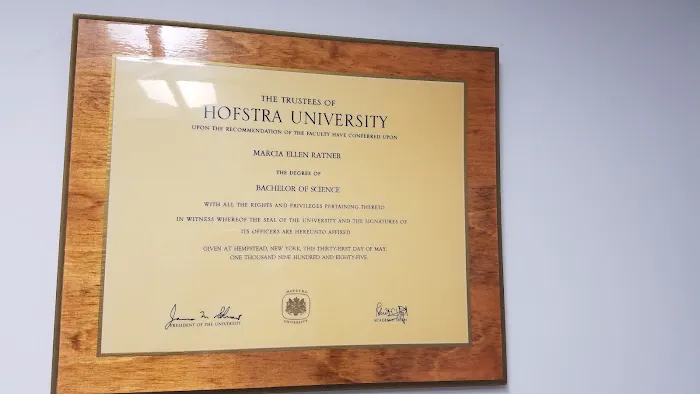 THE TRUSTEES OF
HOFSTRA UNIVERSITY
UPON THE RECOMMENDATION OF THE FACULTY HAVE CONFERRED UPON
MARCIA ELLEN RATNER
THE DEGREE OF
BACHELOR OF SCIENCE
WITH ALL THE RIGHTS AND PRIVILEGES PERTAINING THERETO
IN WITNESS WHEREOF THE SEAL OF THE UNIVERSITY AND THE SIGNATURES OF
ITS OFFICERS ARE HEREUNTO AFFIXED
GIVEN AT HEMPSTEAD, NEW YORK, THIS THIRTY-FIRST DAY OF MAY,
ONE THOUSAND NINE HUNDRED AND EIGHTY-FIVE.
HOFSTRA
UNIVERSITY
PRESIDENT OF THE UNIVERSITY
ACADEMIC